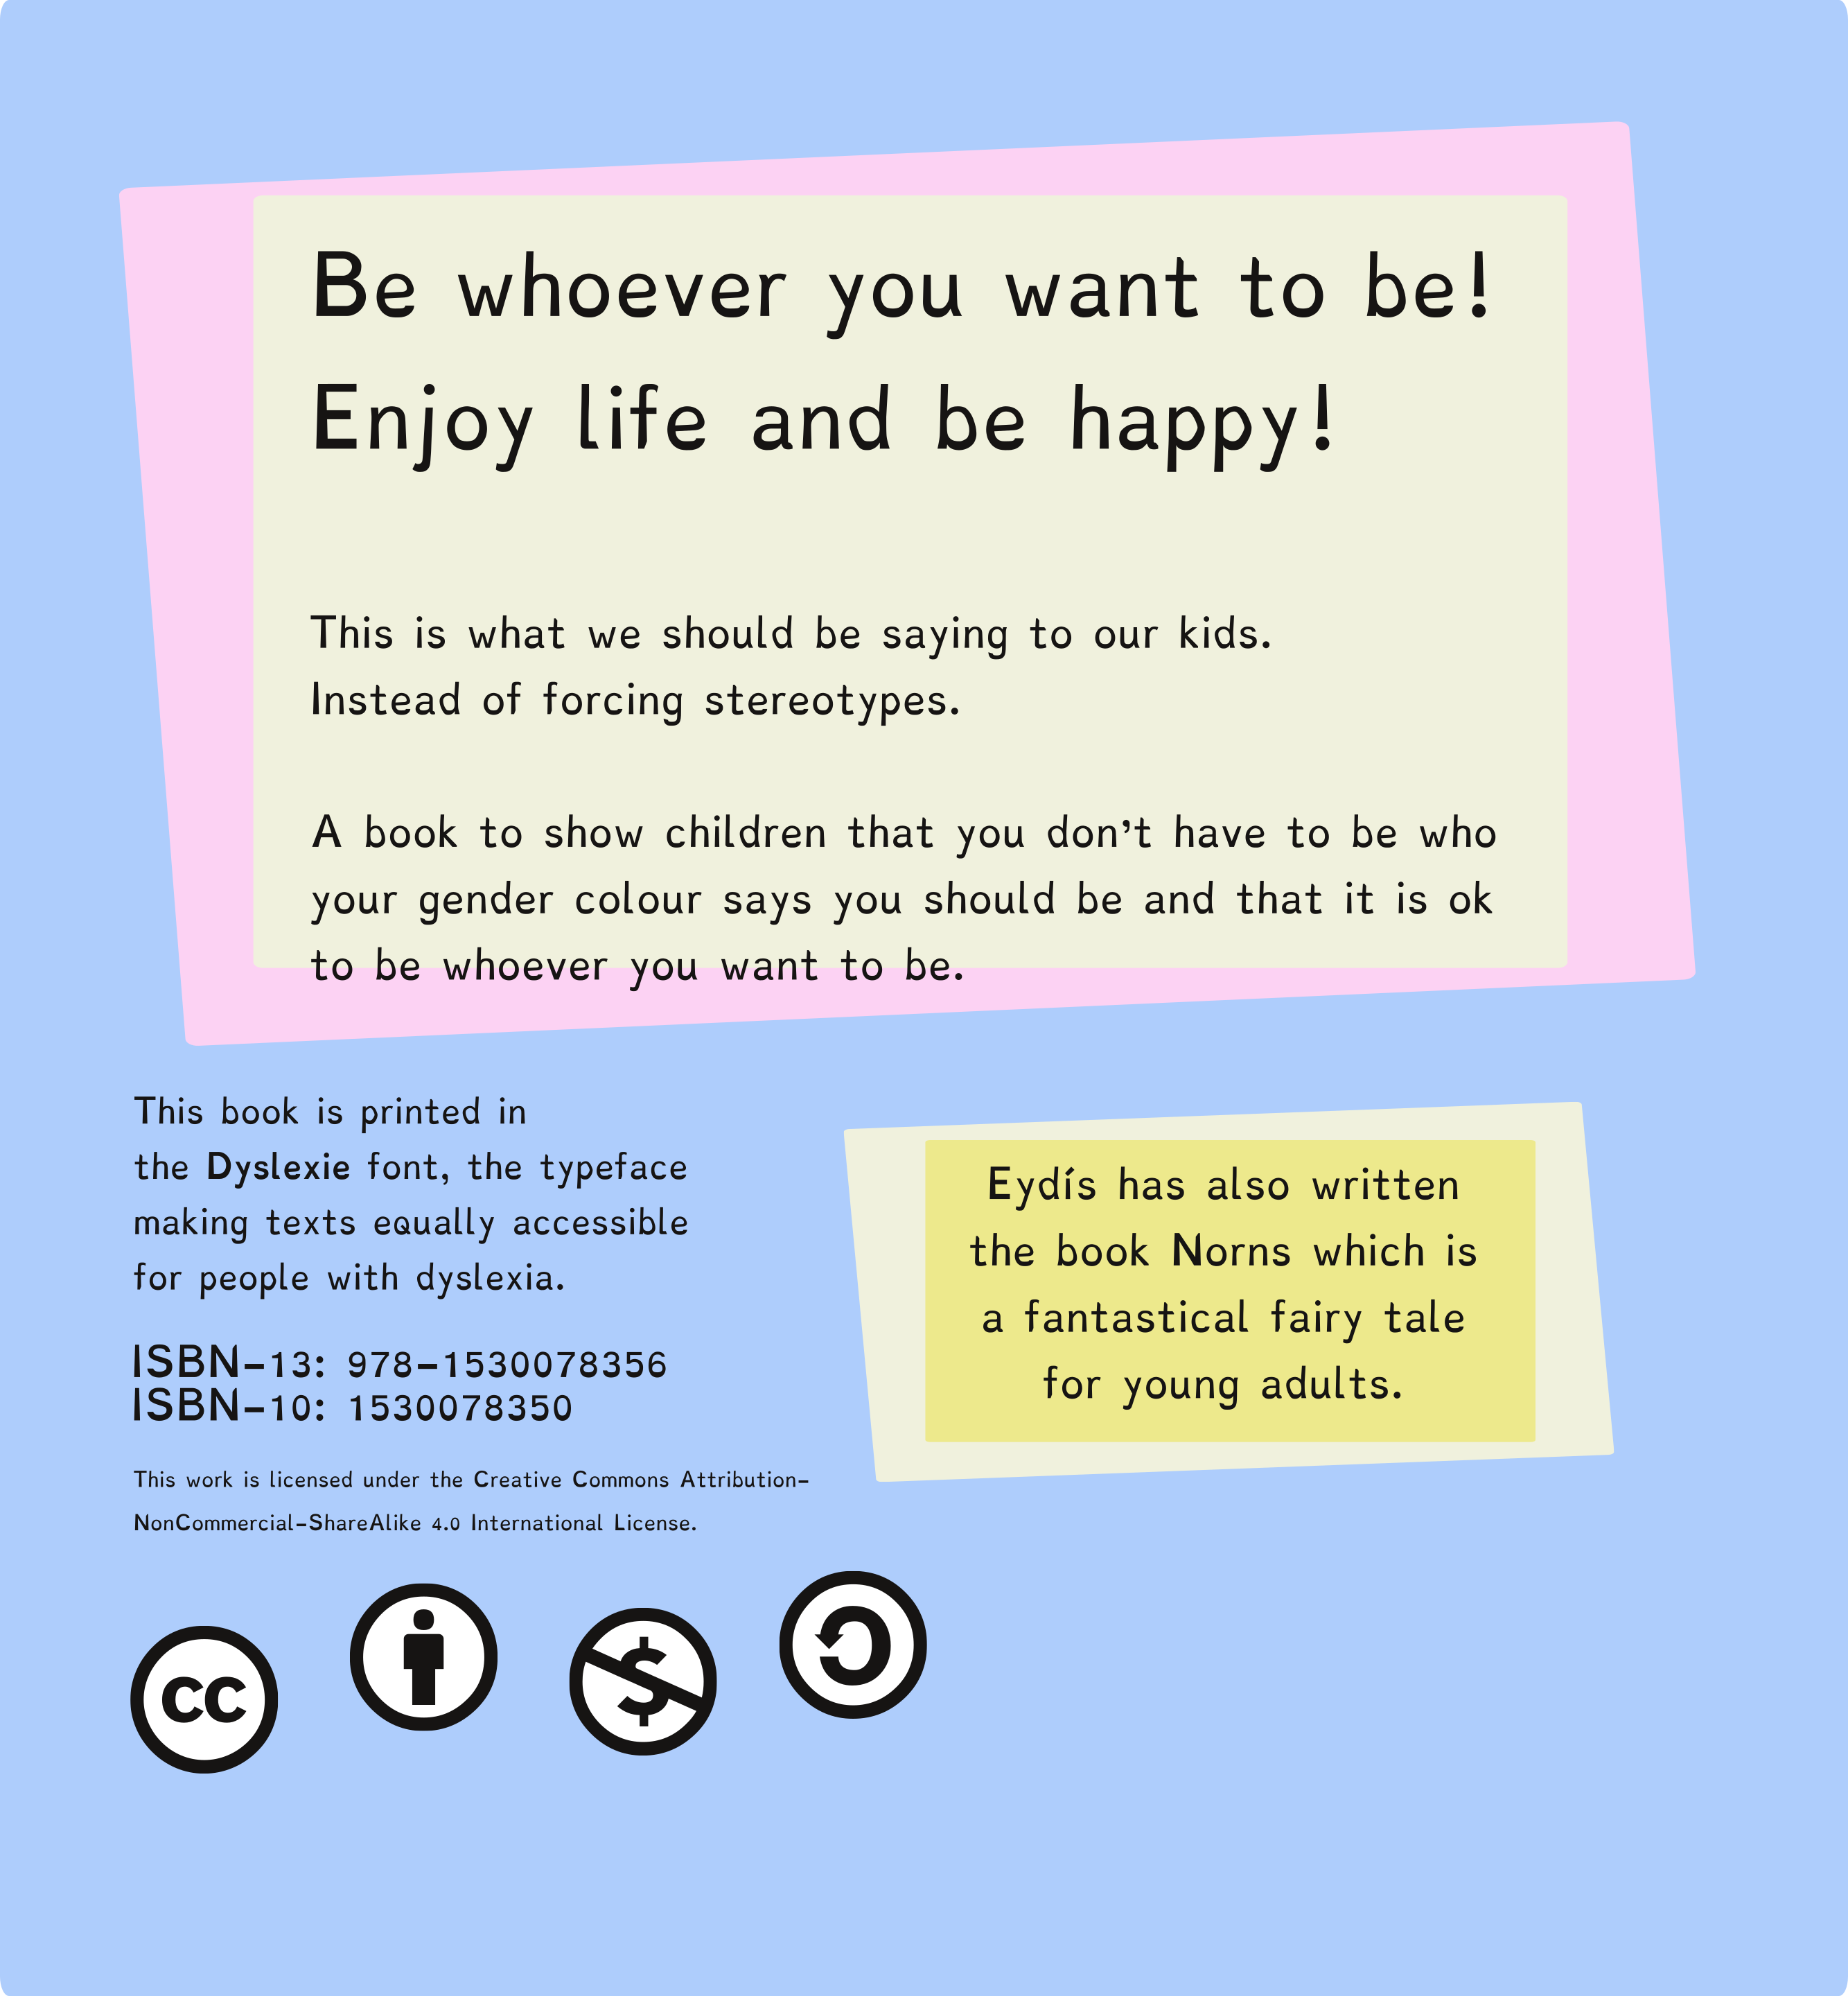 Be whoever you want to be!
Enjoy life and be happy!
This is what we should be saying to our kids.
Instead of forcing stereotypes.
A book to show children that you don't have to be who
your gender colour says you should be and that it is ok
to be whoever you want to be.
This book is printed in
the Dyslexie font, the typeface
making texts equally accessible
for people with dyslexia.
ISBN-13: 978-1530078356
ISBN-10: 1530078350
This work is licensed under the Creative Commons Attribution-
NonCommercial-ShareAlike 4.0 International License.
Eydís has also written
the book Norns which is
a fantastical fairy tale
for young adults.
cc
$